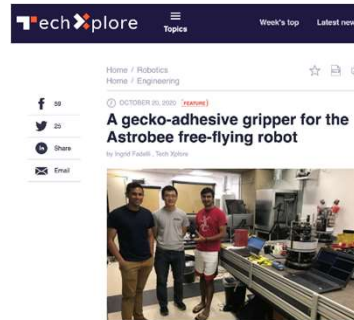 Tech Xplore
Topics
Week's top
Latest new
Home / Robotics
Home / Engineering
59
25
Share
Email
OCTOBER 20, 2020 FEATURE
A gecko-adhesive gripper for the
Astrobee free-flying robot
by Ingrid Fadelli , Tech Xplore